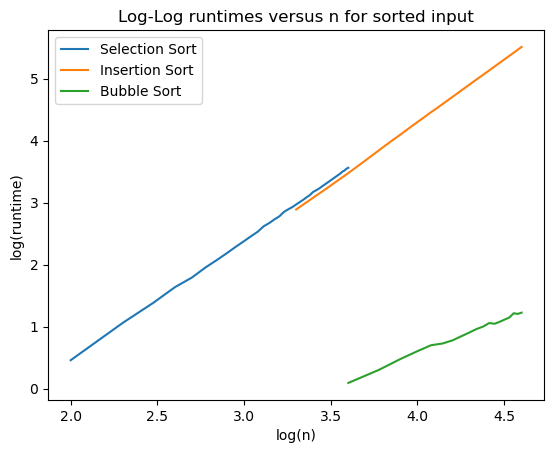 Log-Log runtimes versus n for sorted input
Selection Sort
Insertion Sort
Bubble Sort
log(runtime)
5
4
3
2
1
0
2.0 2.5 3.0 3.5 4.0 4.5
log(n)